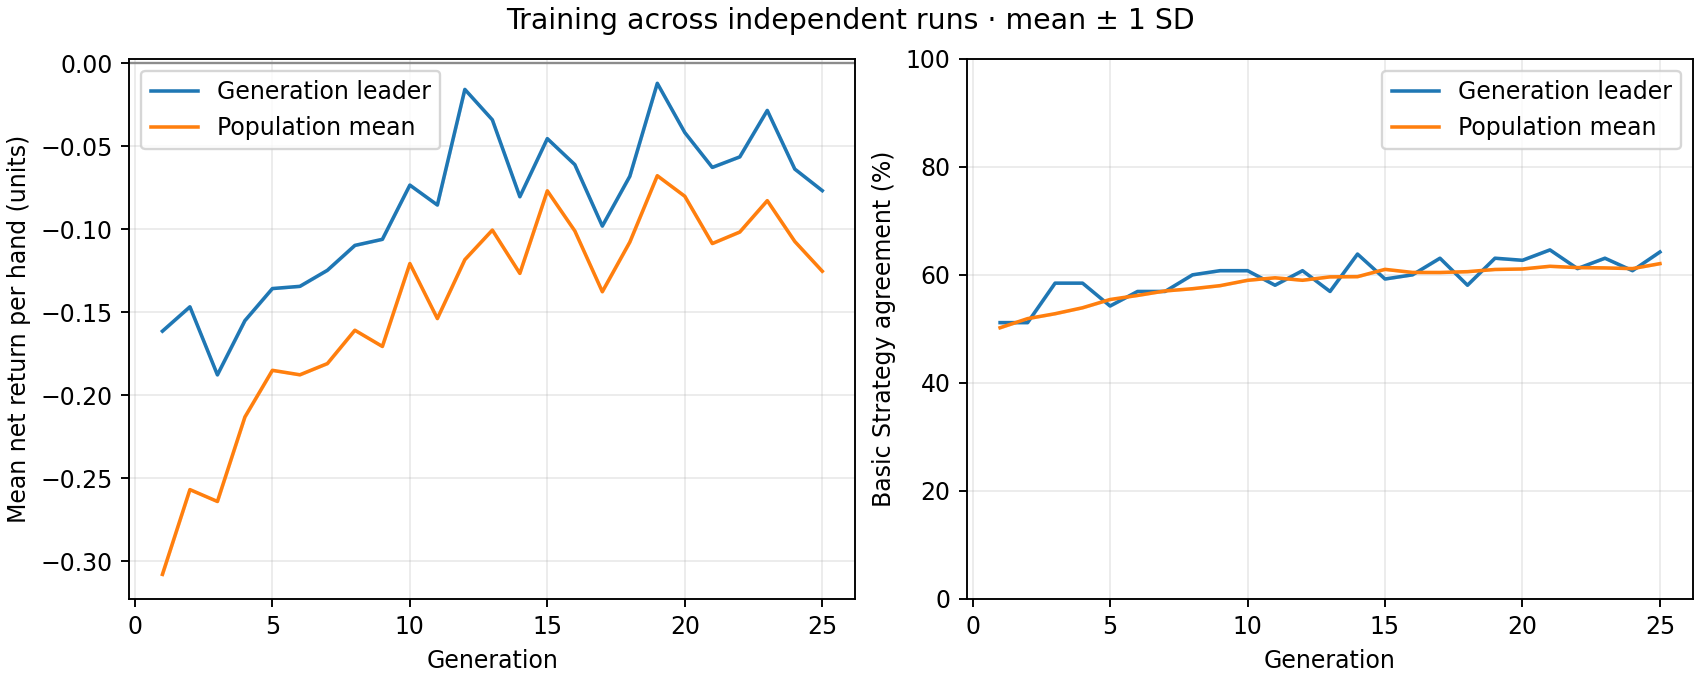 Training across independent runs · mean ± 1 SD
Mean net return per hand (units)
0.00
−0.05
−0.10
−0.15
−0.20
−0.25
−0.30
Generation leader
Population mean
0 5 10 15 20 25
Generation
Basic Strategy agreement (%)
100
80
60
40
20
0
Generation leader
Population mean
0 5 10 15 20 25
Generation